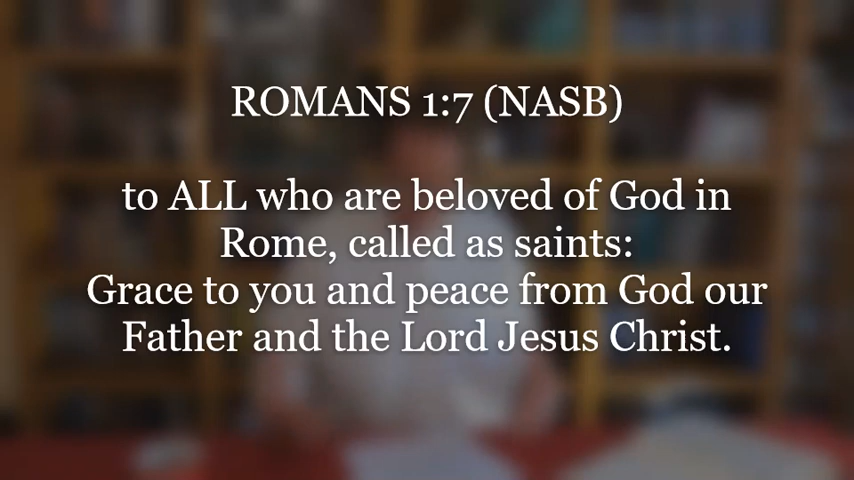 ROMANS 1:7 (NASB)
to ALL who are beloved of God in
Rome, called as saints:
Grace to you and peace from God our
Father and the Lord Jesus Christ.